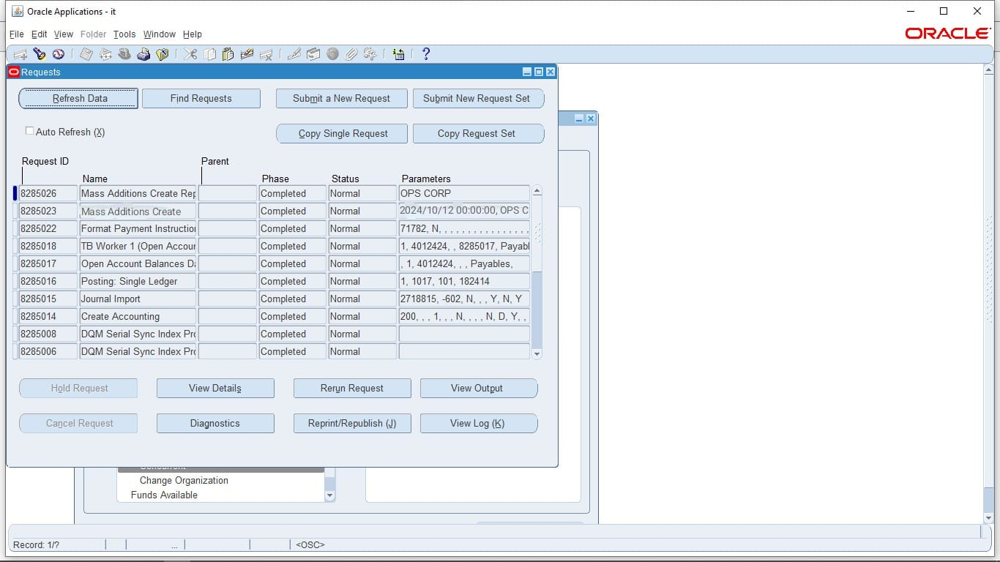 Oracle Applications - it
File Edit View Folder Tools Window Help
ORACLE
Requests
Refresh Data Find Requests Submit a New Request Submit New Request Set
Auto Refresh (X) Copy Single Request Copy Request Set
Request ID Parent
Name Phase Status Parameters
8285026 Mass Additions Create Rep Completed Normal OPS CORP
8285023 Mass Additions Create Completed Normal 2024/10/12 00:00:00, OPS C
8285022 Format Payment Instruction Completed Normal 71782, N, , , , , , , , , , , , , , , ,
8285018 TB Worker 1 (Open Accour Completed Normal 1, 4012424, , 8285017, Payabl
8285017 Open Account Balances Da Completed Normal , 1, 4012424, , , Payables,
8285016 Posting: Single Ledger Completed Normal 1, 1017, 101, 182414
8285015 Journal Import Completed Normal 2718815, -602, N, , , Y, N, Y
8285014 Create Accounting Completed Normal 200, , , 1, , , N, , , , N, D, Y, ,
8285008 DQM Serial Sync Index Pro Completed Normal
8285006 DQM Serial Sync Index Pro Completed Normal
Hold Request View Details Rerun Request View Output
Cancel Request Diagnostics Reprint/Republish (J) View Log (K)
Concurrent
Change Organization
Funds Available
Record: 1/? ... <OSC>